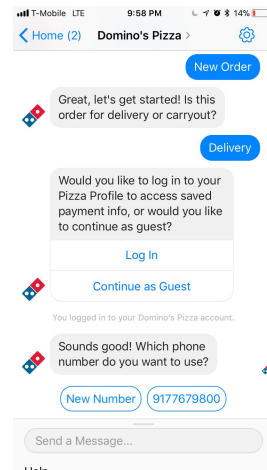 T-Mobile LTE 9:58 PM 14%
Home (2) Domino's Pizza
New Order
Great, let's get started! Is this
order for delivery or carryout?
Delivery
Would you like to log in to your
Pizza Profile to access saved
payment info, or would you like
to continue as guest?
Log In
Continue as Guest
You logged in to your Domino's Pizza account.
Sounds good! Which phone
number do you want to use?
New Number 9177679800
Send a Message...